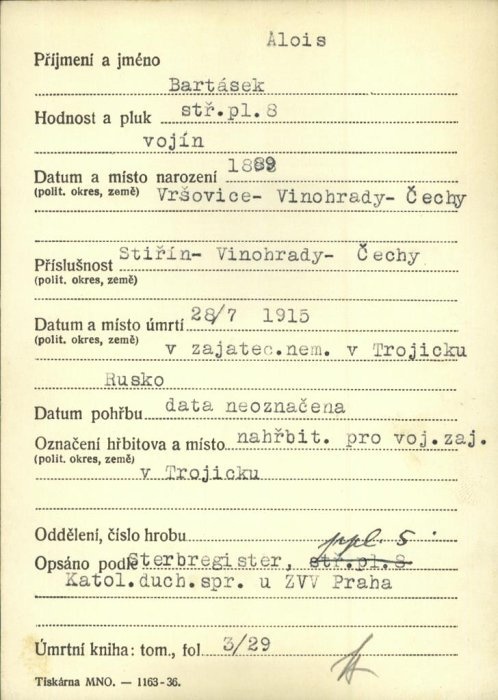 Alois
Příjmení a jméno
Bartásek
Hodnost a pluk stř.pl.8
vojín
Datum a místo narození 1889
(polit. okres, země) Vršovice- Vinohrady- Čechy
Příslušnost Stiřín- Vinohrady- Čechy
(polit. okres, země)
Datum a místo úmrtí 28/7 1915
(polit. okres, země) v zajatec.nem. v Trojicku
Rusko
Datum pohřbu data neoznačena
Označení hřbitova a místo nahřbit. pro voj.zaj.
(polit. okres, země)
v Trojicku
Oddělení, číslo hrobu ppl. 5
Opsáno podle Sterbregister, stř.pl.8
Katol.duch.spr. u ZVV Praha
Úmrtní kniha: tom., fol 3/29
Tiskárna MNO. — 1163-36.